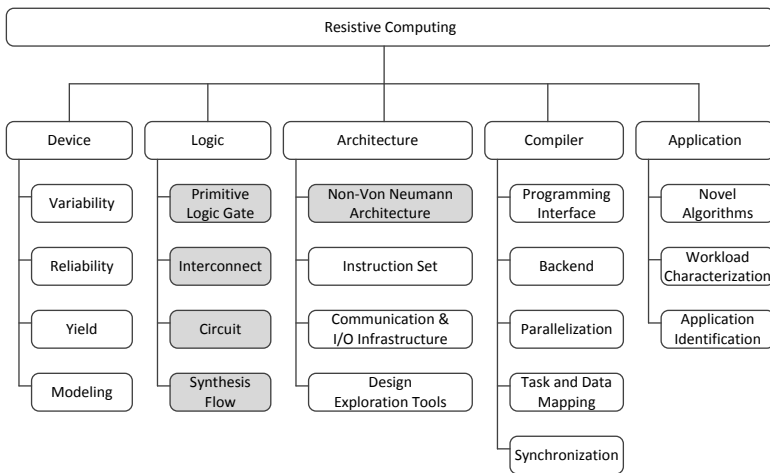 Resistive Computing
Device
Logic
Architecture
Compiler
Application
Variability
Reliability
Yield
Modeling
Primitive
Logic Gate
Interconnect
Circuit
Synthesis
Flow
Non-Von Neumann
Architecture
Instruction Set
Communication &
I/O Infrastructure
Design
Exploration Tools
Programming
Interface
Backend
Parallelization
Task and Data
Mapping
Synchronization
Novel
Algorithms
Workload
Characterization
Application
Identification